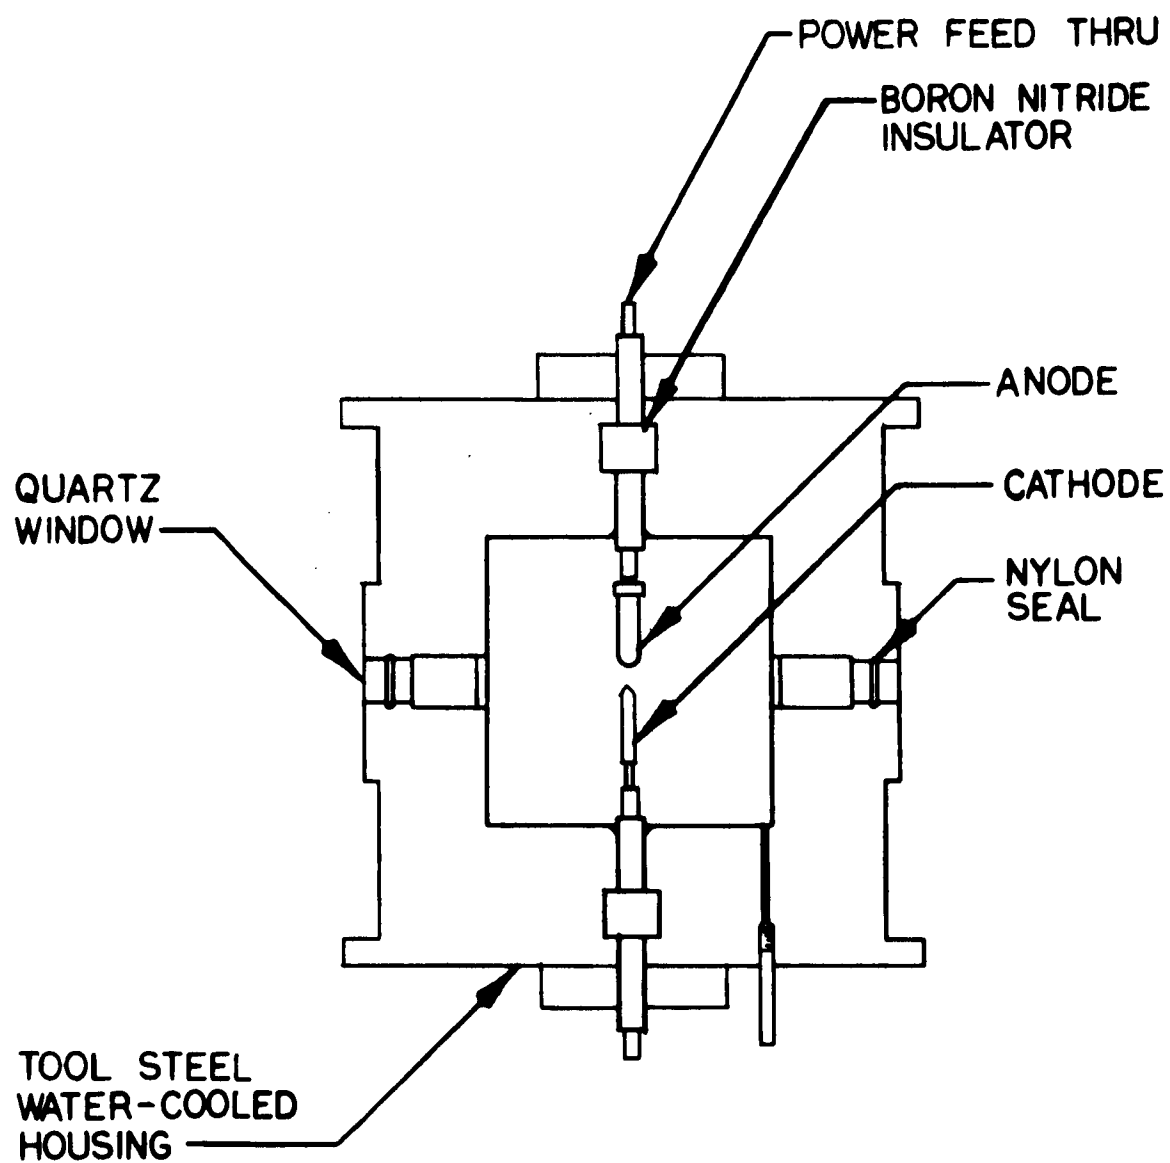 POWER FEED THRU
BORON NITRIDE
INSULATOR
ANODE
CATHODE
QUARTZ
WINDOW
NYLON
SEAL
TOOL STEEL
WATER-COOLED
HOUSING